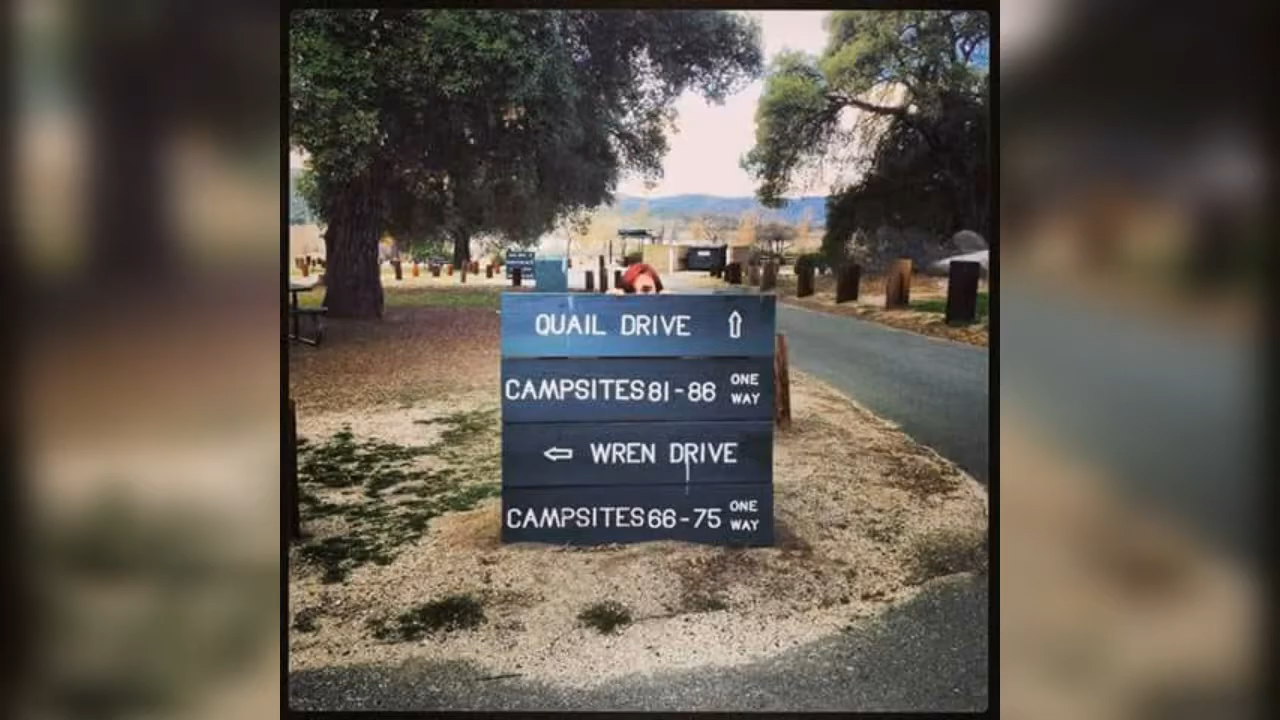 QUAIL DRIVE ⇧
CAMPSITES 81-86 ONE WAY
⇦ WREN DRIVE
CAMPSITES 66-75 ONE WAY